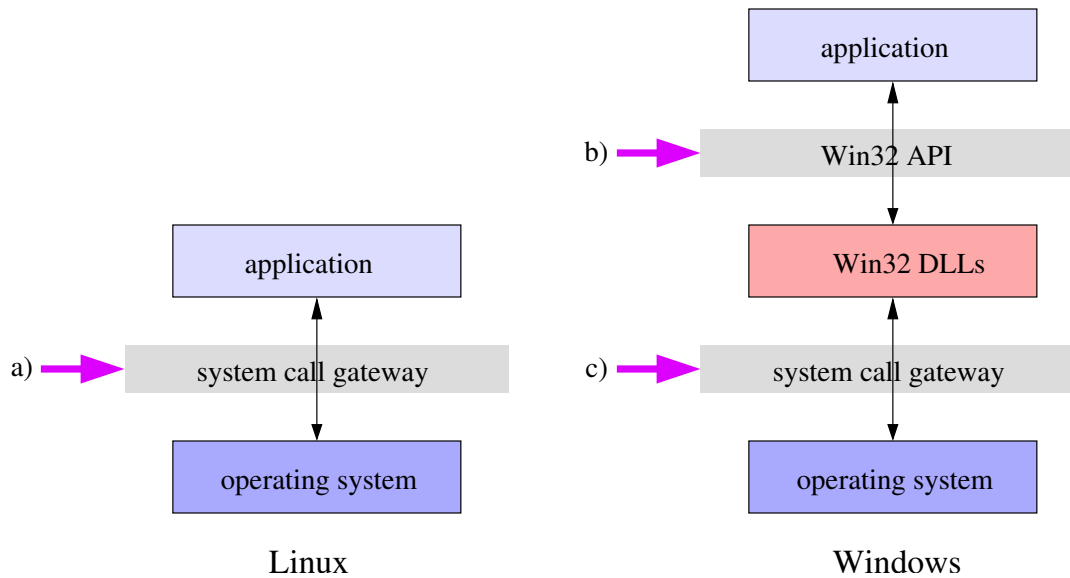 application
a)
system call gateway
operating system
Linux
application
b)
Win32 API
Win32 DLLs
c)
system call gateway
operating system
Windows